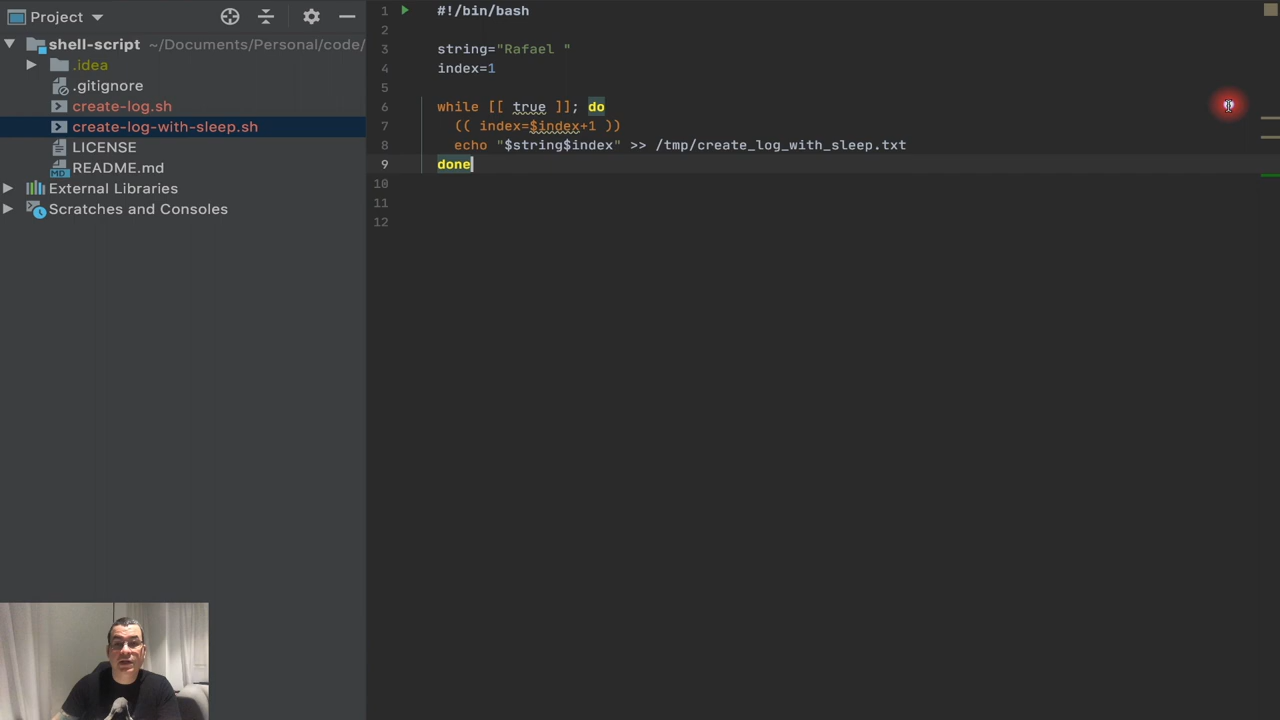 Project
shell-script ~/Documents/Personal/code/
.idea
.gitignore
create-log.sh
create-log-with-sleep.sh
LICENSE
MD README.md
External Libraries
Scratches and Consoles
1 #!/bin/bash
2
3 string="Rafael "
4 index=1
5
6 while [[ true ]]; do
7 (( index=$index+1 ))
8 echo "$string$index" >> /tmp/create_log_with_sleep.txt
9 done
10
11
12